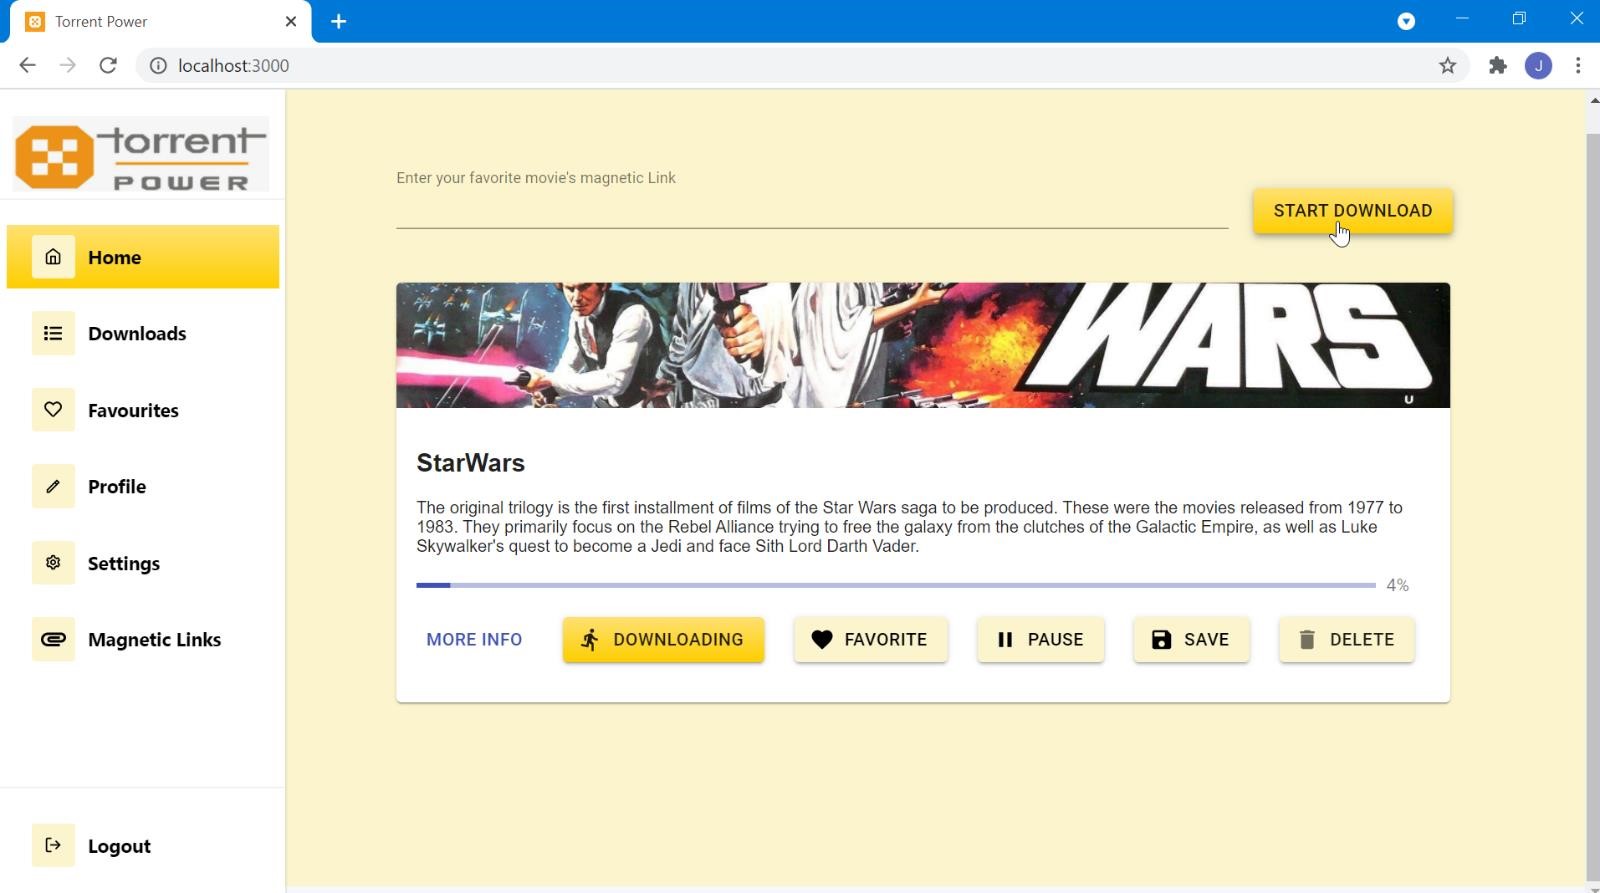 Torrent Power
localhost:3000
J
torrent
POWER
Home
Downloads
Favourites
Profile
Settings
Magnetic Links
Logout
Enter your favorite movie's magnetic Link
START DOWNLOAD
WARS
U
StarWars
The original trilogy is the first installment of films of the Star Wars saga to be produced. These were the movies released from 1977 to
1983. They primarily focus on the Rebel Alliance trying to free the galaxy from the clutches of the Galactic Empire, as well as Luke
Skywalker's quest to become a Jedi and face Sith Lord Darth Vader.
4%
MORE INFO
DOWNLOADING
FAVORITE
PAUSE
SAVE
DELETE